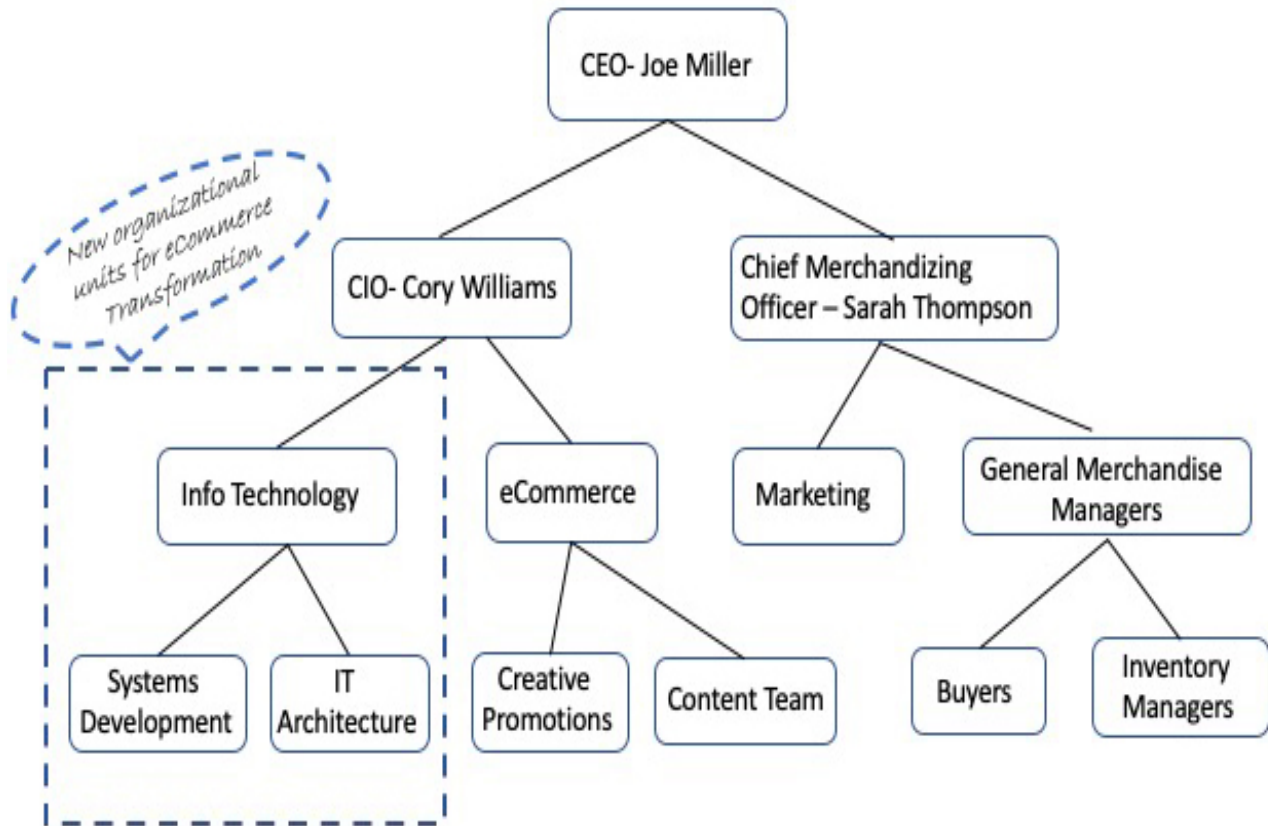 CEO- Joe Miller
New organizational
units for eCommerce
Transformation
CIO- Cory Williams
Chief Merchandizing
Officer – Sarah Thompson
Info Technology
eCommerce
Marketing
General Merchandise
Managers
Systems
Development
IT
Architecture
Creative
Promotions
Content Team
Buyers
Inventory
Managers